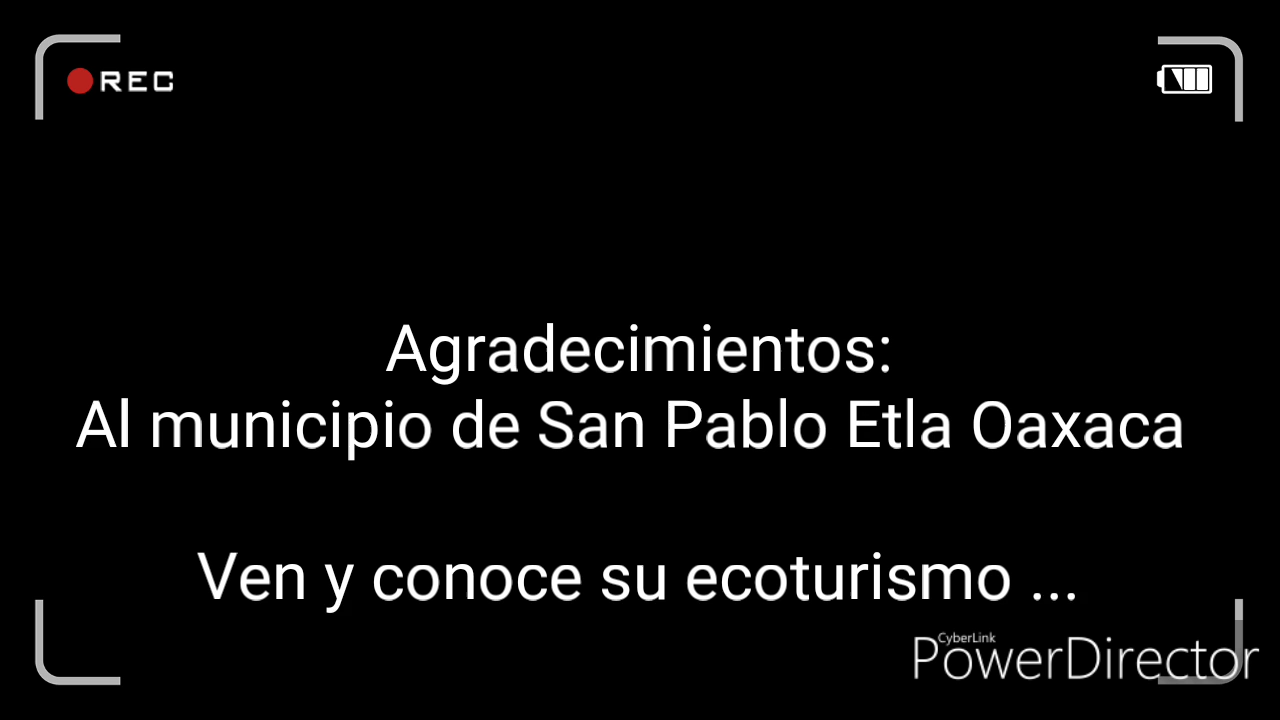 REC
Agradecimientos:
Al municipio de San Pablo Etla Oaxaca
Ven y conoce su ecoturismo ...
CyberLink
PowerDirector